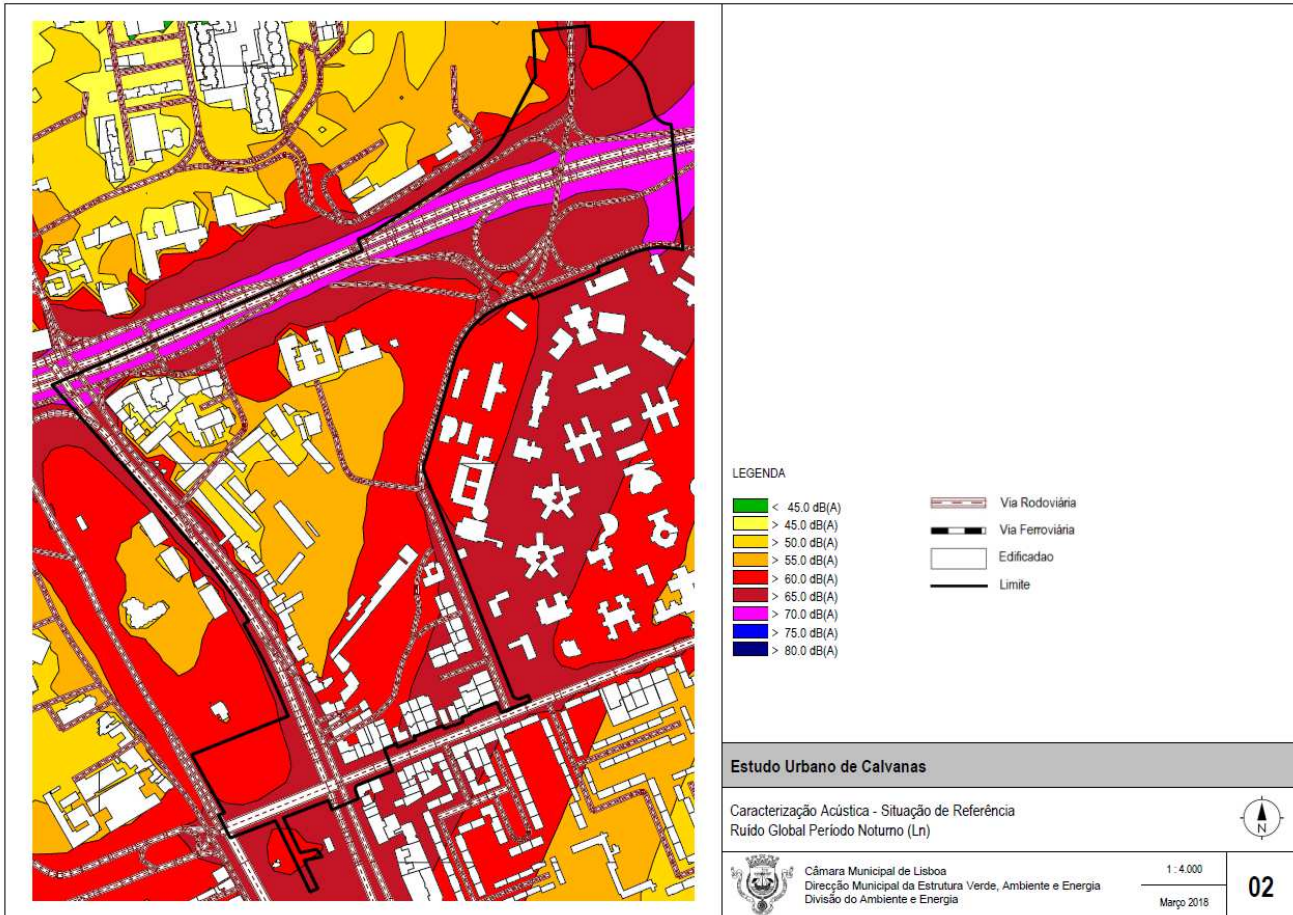 LEGENDA
< 45.0 dB(A)
> 45.0 dB(A)
> 50.0 dB(A)
> 55.0 dB(A)
> 60.0 dB(A)
> 65.0 dB(A)
> 70.0 dB(A)
> 75.0 dB(A)
> 80.0 dB(A)
Via Rodoviária
Via Ferroviária
Edificadao
Limite
Estudo Urbano de Calvanas
Caracterização Acústica - Situação de Referência
Ruído Global Período Noturno (Ln)
N
Câmara Municipal de Lisboa
Direcção Municipal da Estrutura Verde, Ambiente e Energia
Divisão do Ambiente e Energia
1 : 4.000
Março 2018
02